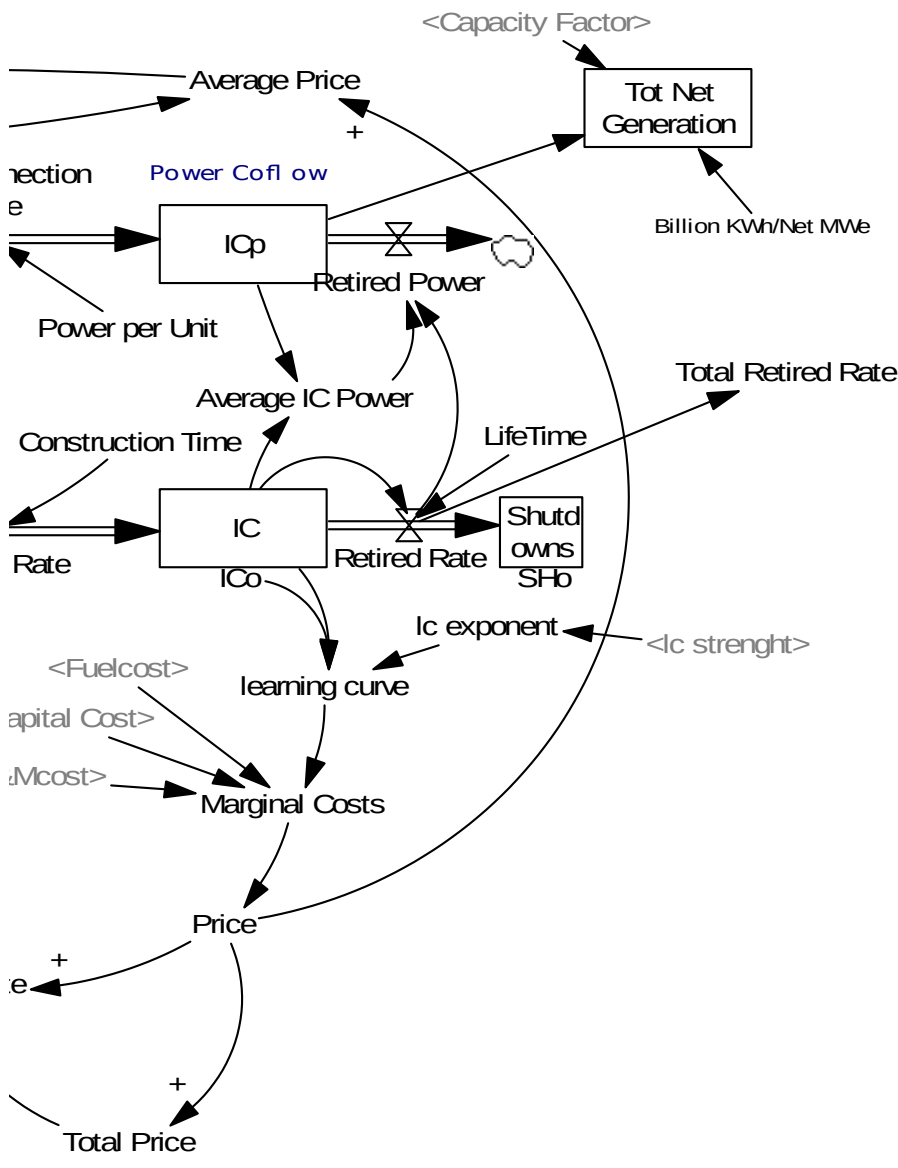 <Capacity Factor>
Average Price
Tot Net
Generation
+
nection
e
Power Coflow
Billion KWh/Net MWe
ICp
Retired Power
Power per Unit
Total Retired Rate
Average IC Power
Construction Time
LifeTime
IC
Shutd
owns
Rate
Retired Rate
ICo
SHo
lc exponent
<lc strenght>
<Fuelcost>
learning curve
apital Cost>
&Mcost>
Marginal Costs
Price
+
te
+
Total Price